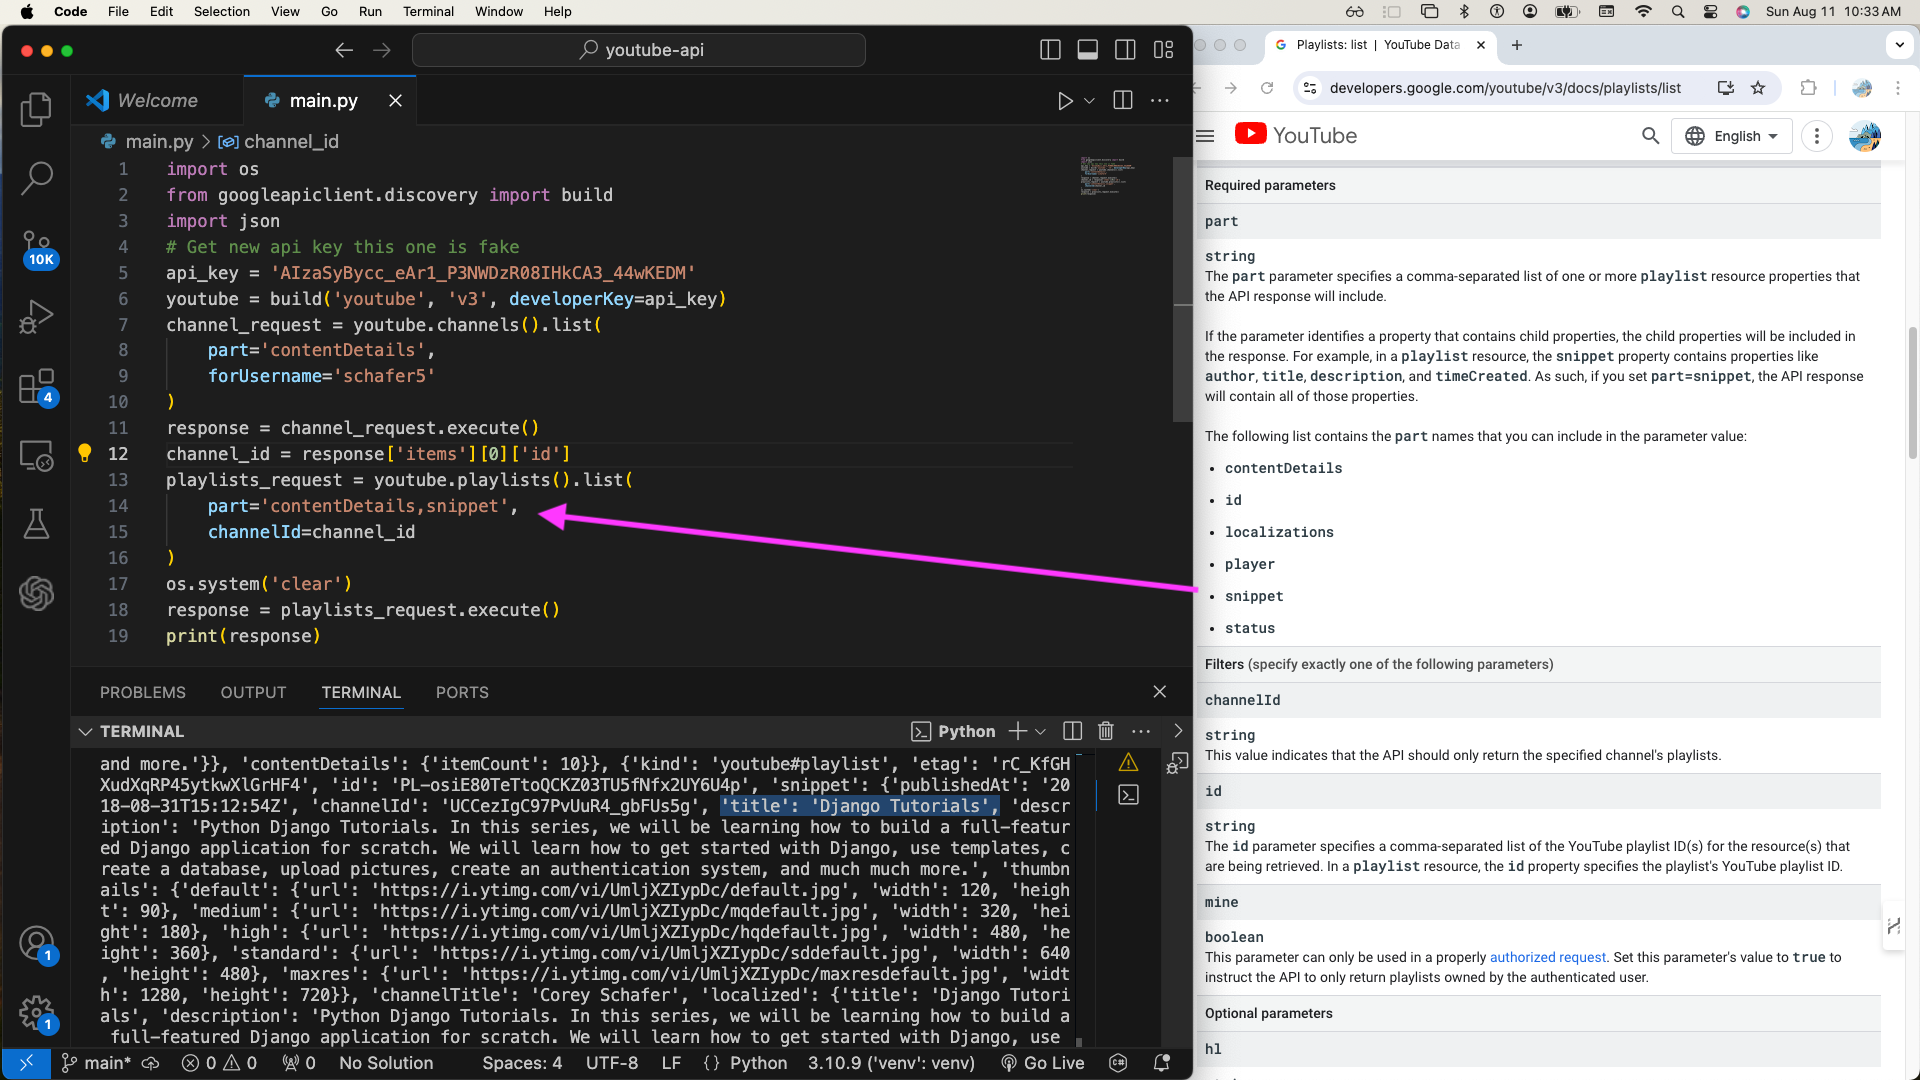 Code File Edit Selection View Go Run Terminal Window Help Sun Aug 11 10:33 AM
youtube-api
Welcome
main.py
main.py > channel_id
1 import os
2 from googleapiclient.discovery import build
3 import json
4 # Get new api key this one is fake
5 api_key = 'AIzaSyBycc_eAr1_P3NWDzR08IHkCA3_44wKEDM'
6 youtube = build('youtube', 'v3', developerKey=api_key)
7 channel_request = youtube.channels().list(
8 part='contentDetails',
9 forUsername='schafer5'
10 )
11 response = channel_request.execute()
12 channel_id = response['items'][0]['id']
13 playlists_request = youtube.playlists().list(
14 part='contentDetails,snippet',
15 channelId=channel_id
16 )
17 os.system('clear')
18 response = playlists_request.execute()
19 print(response)
10K
4
1
1
PROBLEMS OUTPUT TERMINAL PORTS
TERMINAL Python
and more.'}}, 'contentDetails': {'itemCount': 10}}, {'kind': 'youtube#playlist', 'etag': 'rC_KfGH
XudXqRP45ytkwXlGrHF4', 'id': 'PL-osiE80TeTtoQCKZ03TU5fNfx2UY6U4p', 'snippet': {'publishedAt': '20
18-08-31T15:12:54Z', 'channelId': 'UCCezIgC97PvUuR4_gbFUs5g', 'title': 'Django Tutorials', 'descr
iption': 'Python Django Tutorials. In this series, we will be learning how to build a full-featur
ed Django application for scratch. We will learn how to get started with Django, use templates, c
reate a database, upload pictures, create an authentication system, and much much more.', 'thumbn
ails': {'default': {'url': 'https://i.ytimg.com/vi/UmljXZIypDc/default.jpg', 'width': 120, 'heigh
t': 90}, 'medium': {'url': 'https://i.ytimg.com/vi/UmljXZIypDc/mqdefault.jpg', 'width': 320, 'hei
ght': 180}, 'high': {'url': 'https://i.ytimg.com/vi/UmljXZIypDc/hqdefault.jpg', 'width': 480, 'he
ight': 360}, 'standard': {'url': 'https://i.ytimg.com/vi/UmljXZIypDc/sddefault.jpg', 'width': 640
, 'height': 480}, 'maxres': {'url': 'https://i.ytimg.com/vi/UmljXZIypDc/maxresdefault.jpg', 'widt
h': 1280, 'height': 720}}, 'channelTitle': 'Corey Schafer', 'localized': {'title': 'Django Tutori
als', 'description': 'Python Django Tutorials. In this series, we will be learning how to build a
full-featured Django application for scratch. We will learn how to get started with Django, use
main* 0 0 0 No Solution Spaces: 4 UTF-8 LF {} Python 3.10.9 ('venv': venv) Go Live
Playlists: list | YouTube Data
developers.google.com/youtube/v3/docs/playlists/list
YouTube English
Required parameters
part
string
The part parameter specifies a comma-separated list of one or more playlist resource properties that
the API response will include.
If the parameter identifies a property that contains child properties, the child properties will be included in
the response. For example, in a playlist resource, the snippet property contains properties like
author, title, description, and timeCreated. As such, if you set part=snippet, the API response
will contain all of those properties.
The following list contains the part names that you can include in the parameter value:
• contentDetails
• id
• localizations
• player
• snippet
• status
Filters (specify exactly one of the following parameters)
channelId
string
This value indicates that the API should only return the specified channel's playlists.
id
string
The id parameter specifies a comma-separated list of the YouTube playlist ID(s) for the resource(s) that
are being retrieved. In a playlist resource, the id property specifies the playlist's YouTube playlist ID.
mine
boolean
This parameter can only be used in a properly authorized request. Set this parameter's value to true to
instruct the API to only return playlists owned by the authenticated user.
Optional parameters
hl